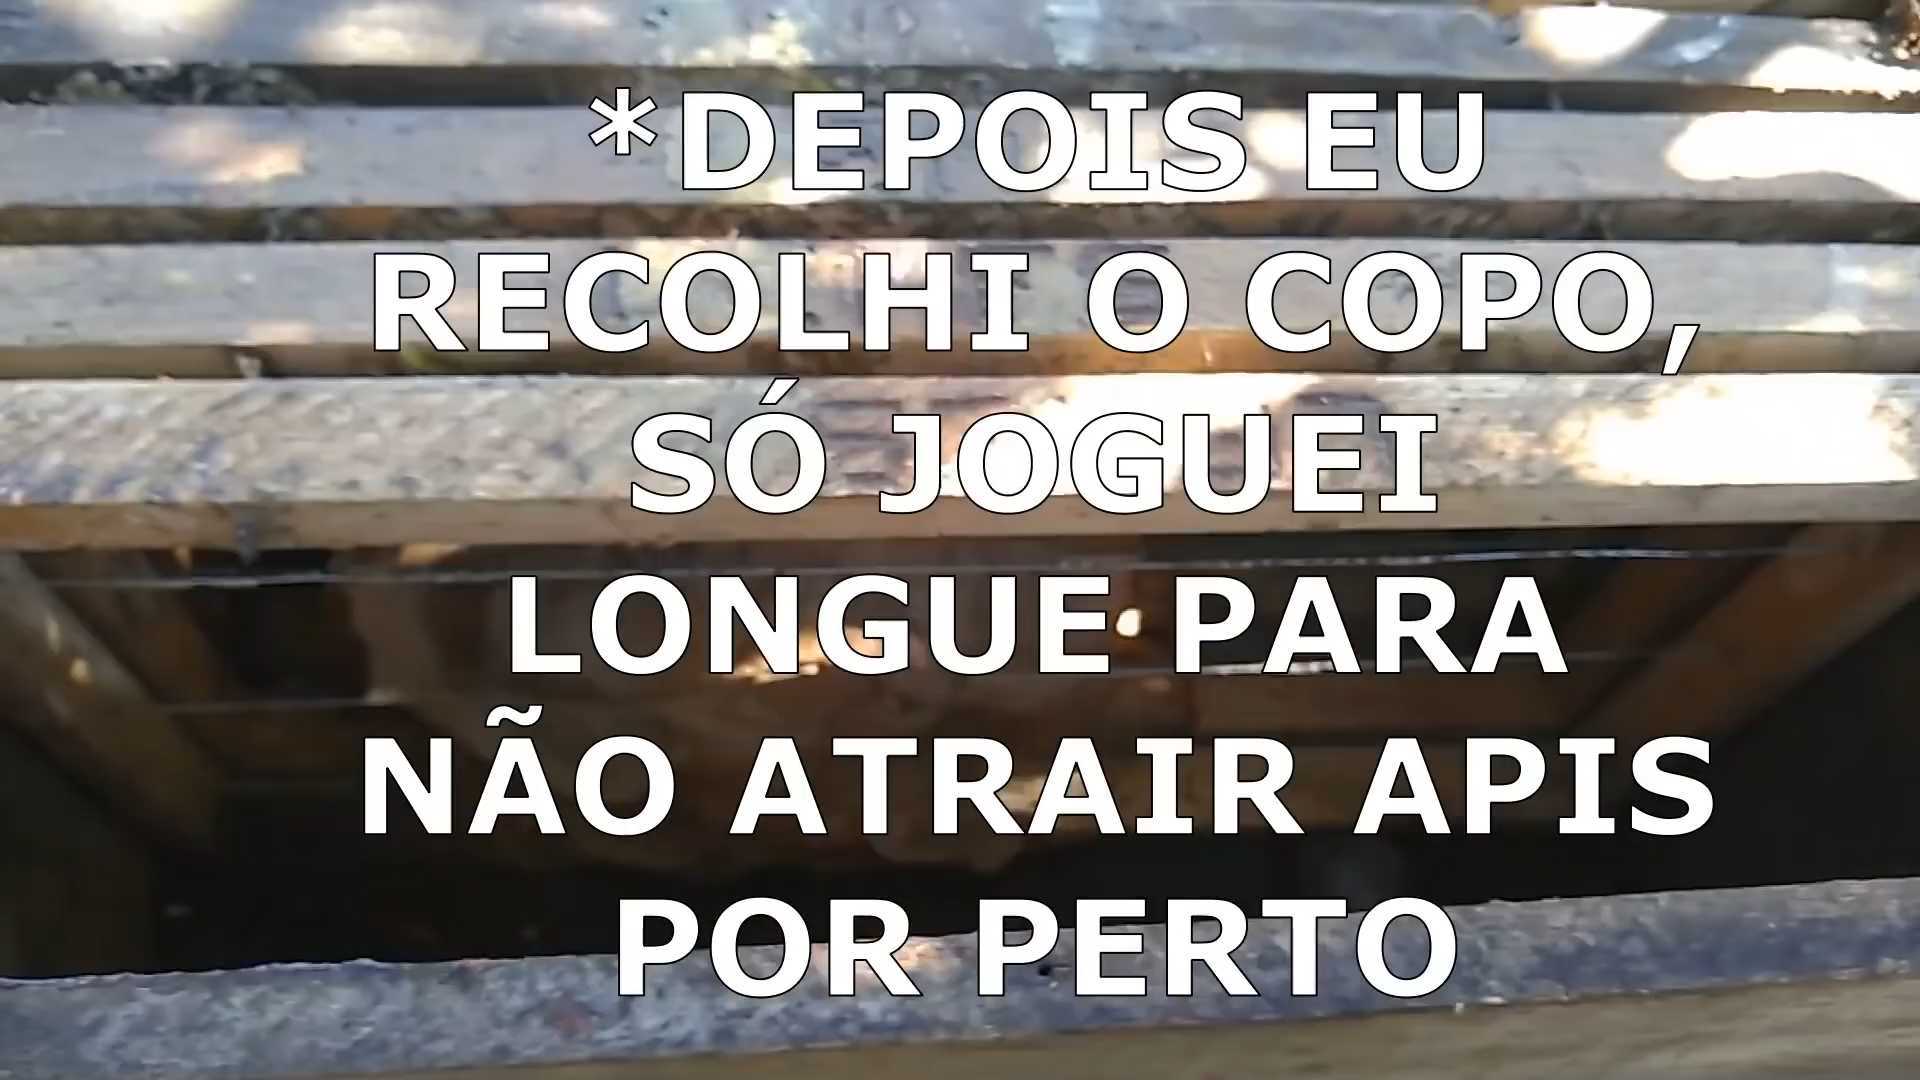 *DEPOIS EU
RECOLHI O COPO,
SÓ JOGUEI
LONGUE PARA
NÃO ATRAIR APIS
POR PERTO